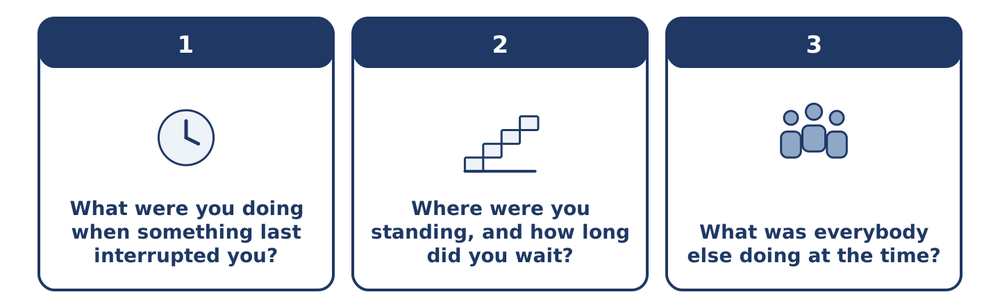 1
What were you doing
when something last
interrupted you?
2
Where were you
standing, and how long
did you wait?
3
What was everybody
else doing at the time?